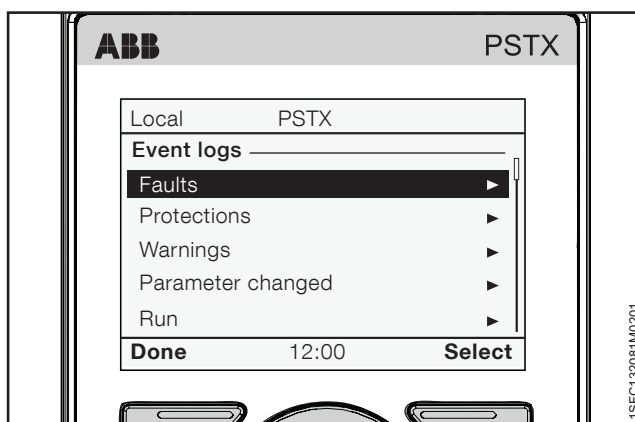 ABB PSTX
Local PSTX
Event logs
Faults
Protections
Warnings
Parameter changed
Run
Done 12:00 Select
1SFC132081M0201